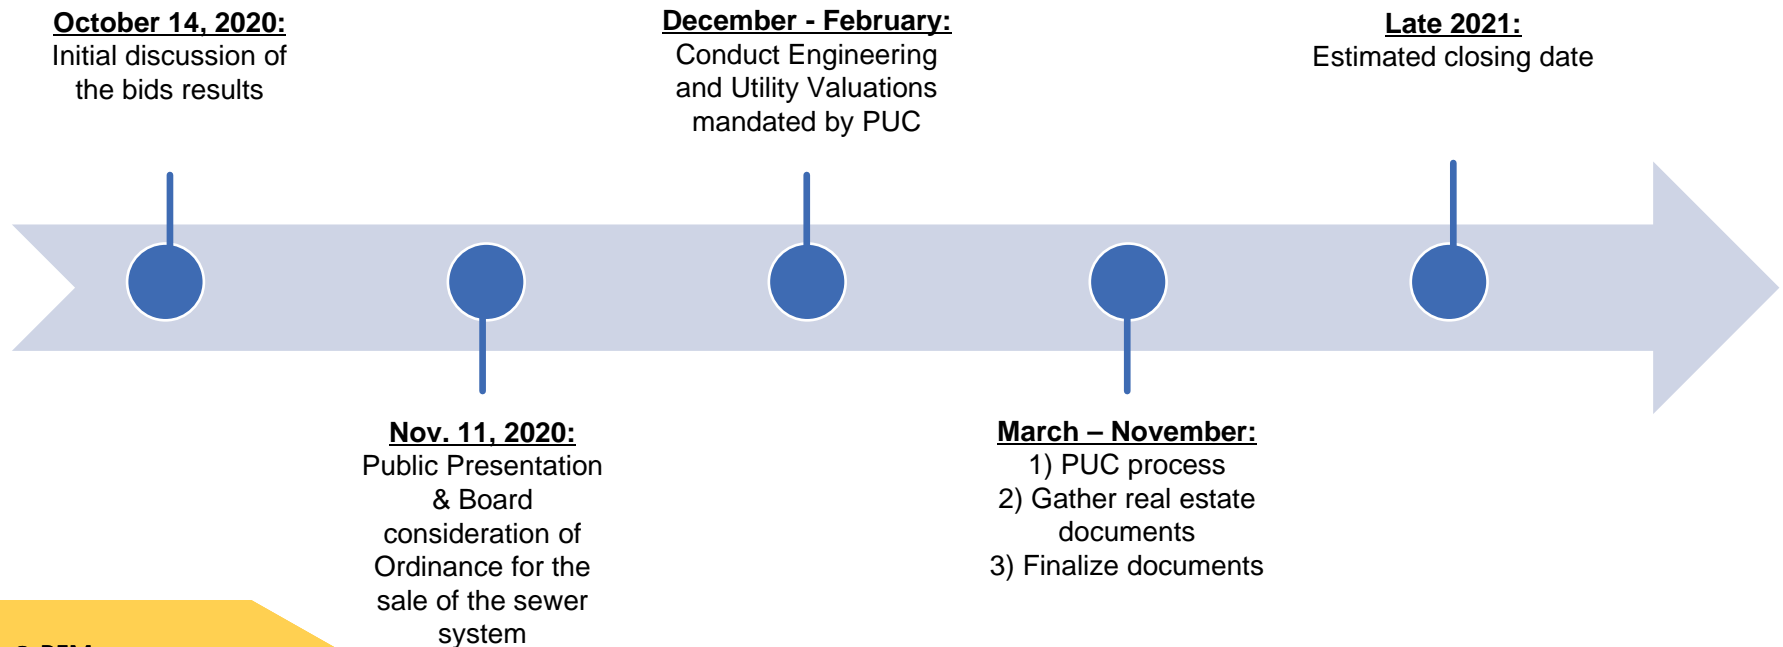 October 14, 2020:
Initial discussion of
the bids results
December - February:
Conduct Engineering
and Utility Valuations
mandated by PUC
Late 2021:
Estimated closing date
Nov. 11, 2020:
Public Presentation
& Board
consideration of
Ordinance for the
sale of the sewer
system
March – November:
1) PUC process
2) Gather real estate
documents
3) Finalize documents